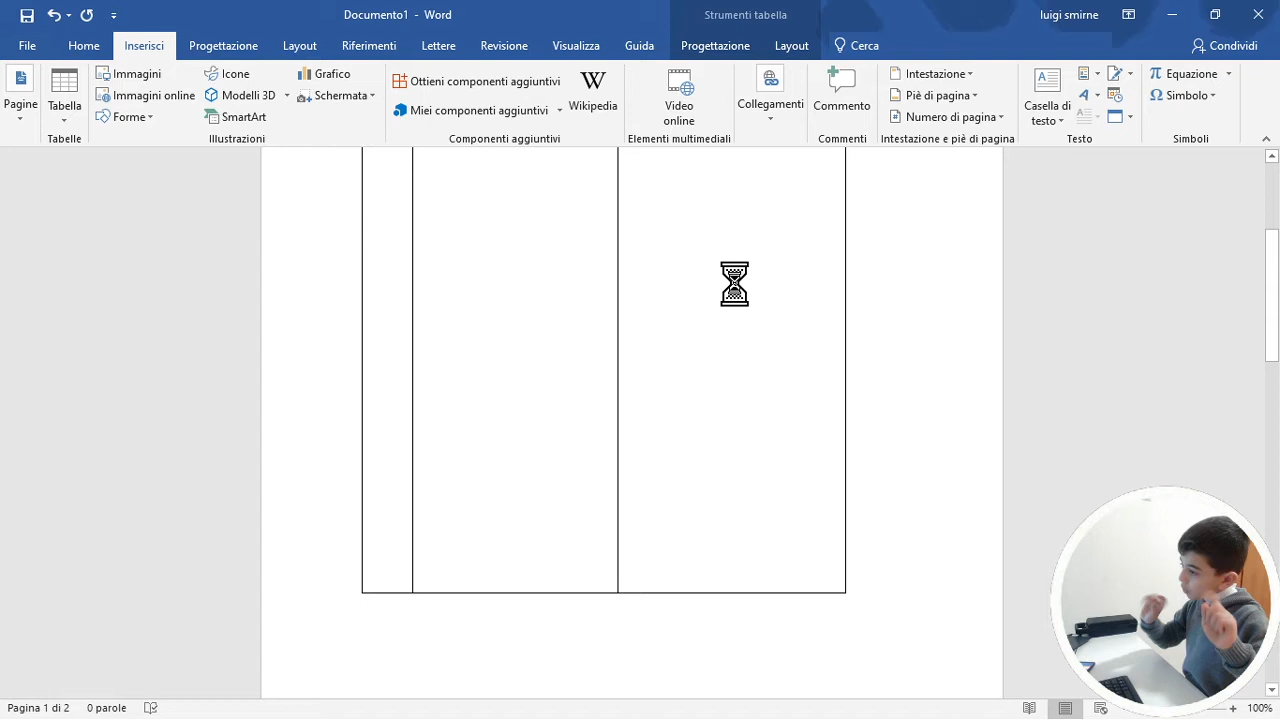 Documento1 - Word
Strumenti tabella
luigi smirne
File Home Inserisci Progettazione Layout Riferimenti Lettere Revisione Visualizza Guida Progettazione Layout Cerca Condividi
Pagine
Tabella
Tabelle
Immagini
Immagini online
Forme
Icone
Modelli 3D
SmartArt
Grafico
Schermata
Illustrazioni
Ottieni componenti aggiuntivi
Miei componenti aggiuntivi
W
Wikipedia
Componenti aggiuntivi
Video
online
Elementi multimediali
Collegamenti
Commento
Commenti
Intestazione
Piè di pagina
Numero di pagina
Intestazione e piè di pagina
Casella di
testo
Testo
π Equazione
Ω Simbolo
Simboli
Pagina 1 di 2 0 parole
100%